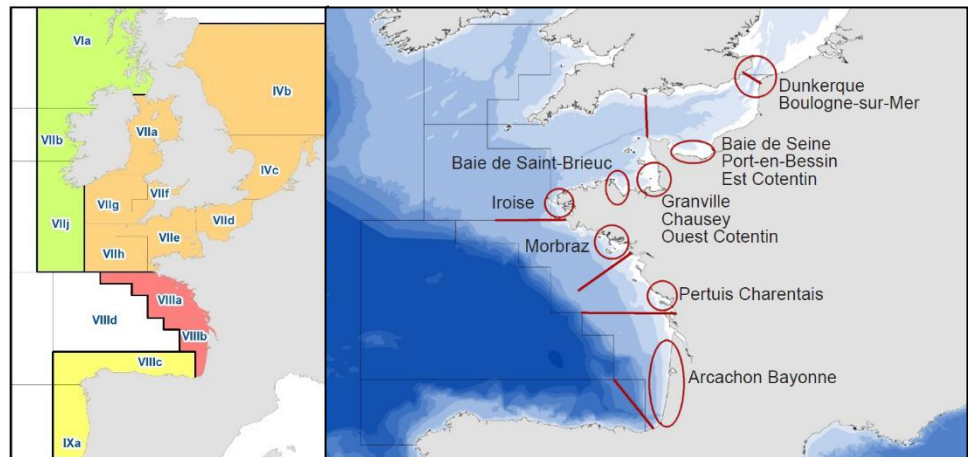 VIa
IVb
VIIb
VIIa
IVc
VIIg
VIIf
VIId
VIIj
VIIe
VIIh
VIIIa
VIIId
VIIIb
VIIIc
IXa
Dunkerque
Boulogne-sur-Mer
Baie de Seine
Port-en-Bessin
Est Cotentin
Baie de Saint-Brieuc
Granville
Chausey
Ouest Cotentin
Iroise
Morbraz
Pertuis Charentais
Arcachon Bayonne